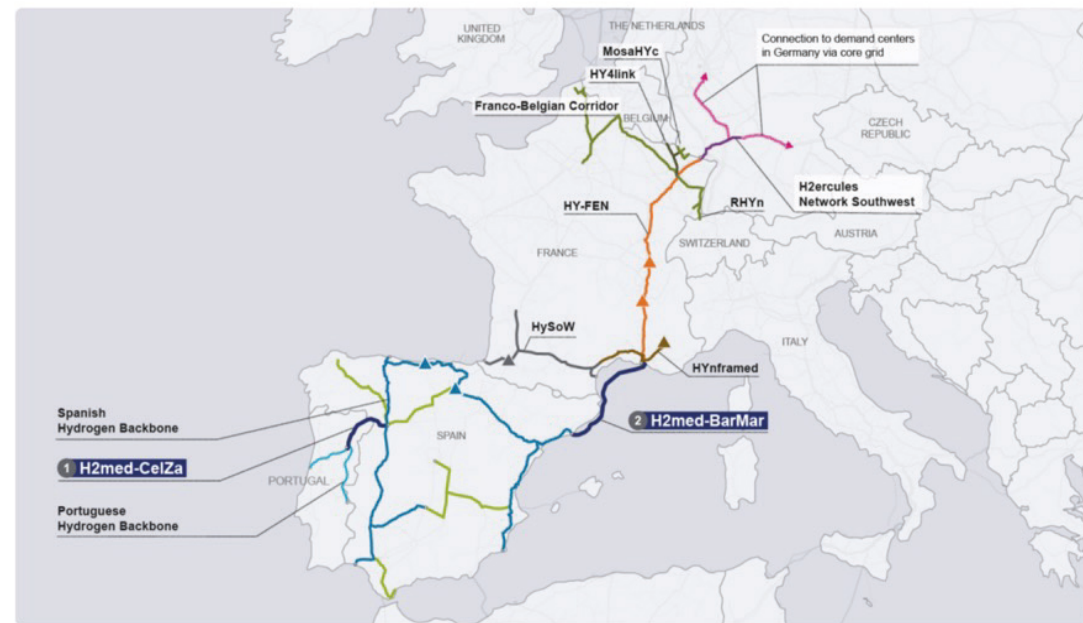 UNITED
KINGDOM
THE NETHERLANDS
Connection to demand centers
in Germany via core grid
MosaHYc
HY4link
Franco-Belgian Corridor
BELGIUM
CZECH
REPUBLIC
H2ercules
Network Southwest
HY-FEN
RHYn
SWITZERLAND
AUSTRIA
FRANCE
HySoW
ITALY
HYnframed
Spanish
Hydrogen Backbone
SPAIN
2 H2med-BarMar
1 H2med-CelZa
PORTUGAL
Portuguese
Hydrogen Backbone